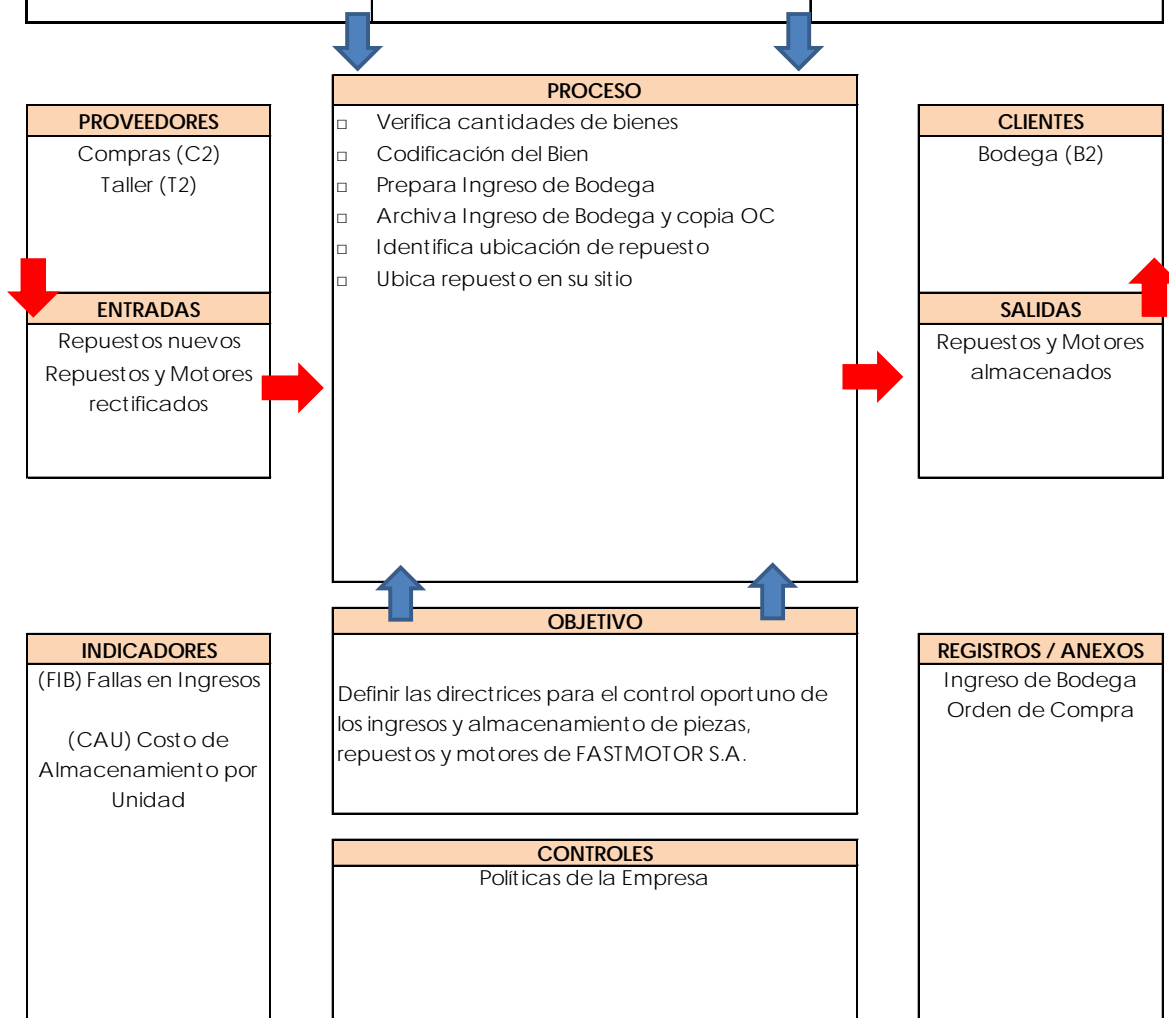 PROCESO
□ Verifica cantidades de bienes
□ Codificación del Bien
□ Prepara Ingreso de Bodega
□ Archiva Ingreso de Bodega y copia OC
□ Identifica ubicación de repuesto
□ Ubica repuesto en su sitio
PROVEEDORES
Compras (C2)
Taller (T2)
ENTRADAS
Repuestos nuevos
Repuestos y Motores
rectificados
CLIENTES
Bodega (B2)
SALIDAS
Repuestos y Motores
almacenados
OBJETIVO
Definir las directrices para el control oportuno de
los ingresos y almacenamiento de piezas,
repuestos y motores de FASTMOTOR S.A.
INDICADORES
(FIB) Fallas en Ingresos
(CAU) Costo de
Almacenamiento por
Unidad
REGISTROS / ANEXOS
Ingreso de Bodega
Orden de Compra
CONTROLES
Políticas de la Empresa